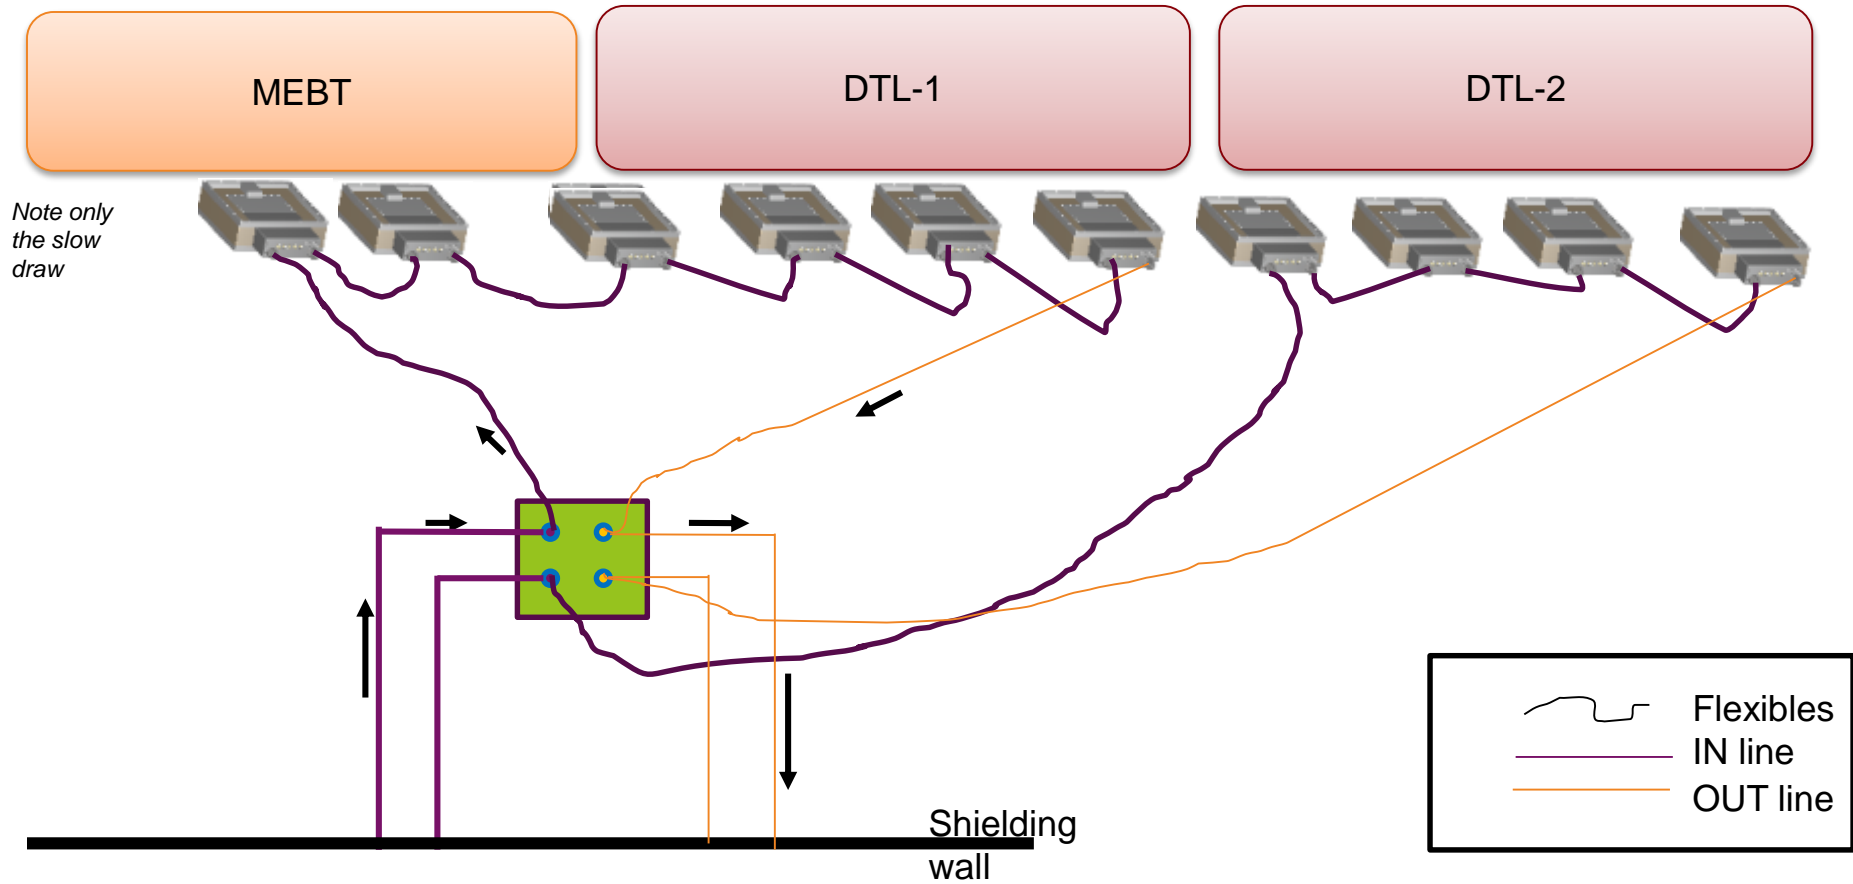 MEBT
DTL-1
DTL-2
Note only
the slow
draw
Flexibles
IN line
OUT line
Shielding
wall